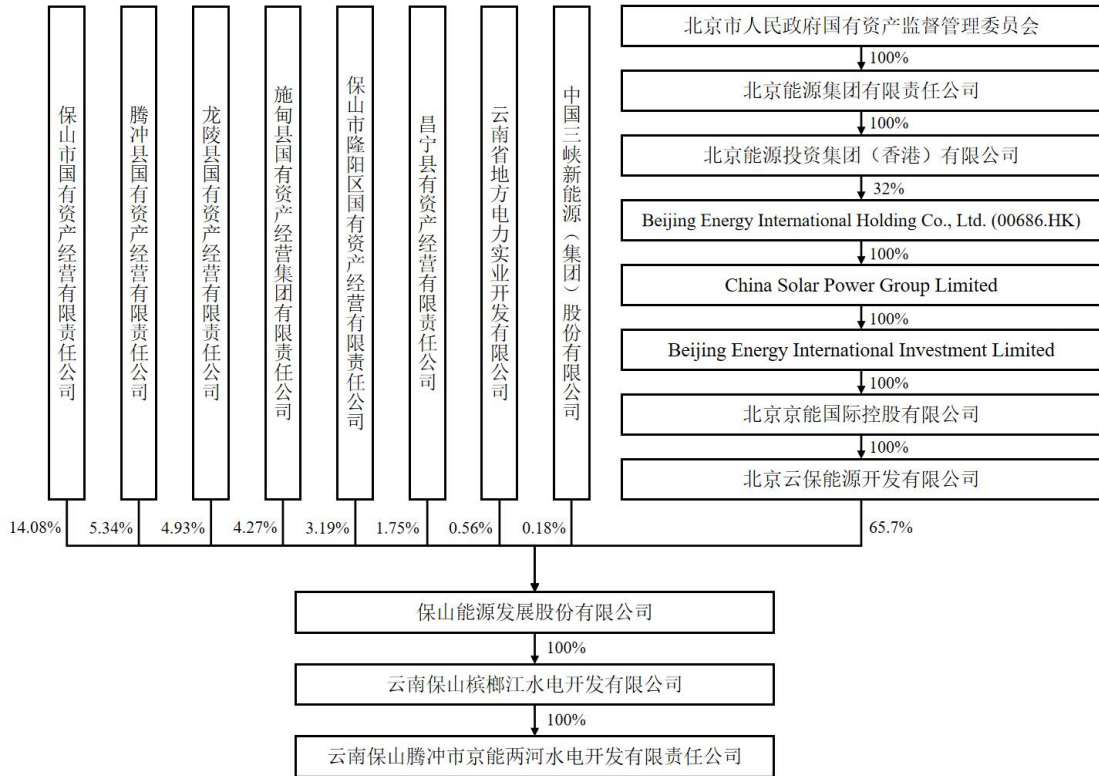 保山市国有资产经营有限责任公司
腾冲县国有资产经营有限责任公司
龙陵县国有资产经营有限责任公司
施甸县国有资产经营集团有限责任公司
保山市隆阳区国有资产经营有限责任公司
昌宁县有资产经营有限责任公司
云南省地方电力实业开发有限公司
中国三峡新能源（集团）股份有限公司
北京市人民政府国有资产监督管理委员会
100%
北京能源集团有限责任公司
100%
北京能源投资集团（香港）有限公司
32%
Beijing Energy International Holding Co., Ltd. (00686.HK)
100%
China Solar Power Group Limited
100%
Beijing Energy International Investment Limited
100%
北京京能国际控股有限公司
100%
北京云保能源开发有限公司
14.08%
5.34%
4.93%
4.27%
3.19%
1.75%
0.56%
0.18%
65.7%
保山能源发展股份有限公司
100%
云南保山槟榔江水电开发有限公司
100%
云南保山腾冲市京能两河水电开发有限责任公司